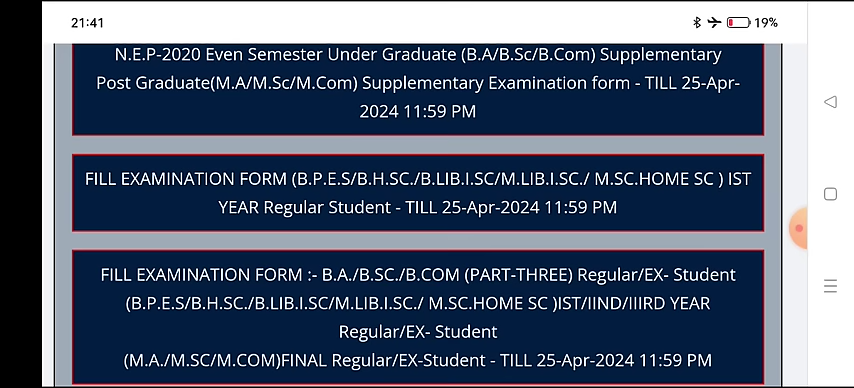 21:41
19%
N.E.P-2020 Even Semester Under Graduate (B.A/B.Sc/B.Com) Supplementary
Post Graduate(M.A/M.Sc/M.Com) Supplementary Examination form - TILL 25-Apr-
2024 11:59 PM
FILL EXAMINATION FORM (B.P.E.S/B.H.SC./B.LIB.I.SC/M.LIB.I.SC./ M.SC.HOME SC ) IST
YEAR Regular Student - TILL 25-Apr-2024 11:59 PM
FILL EXAMINATION FORM :- B.A./B.SC./B.COM (PART-THREE) Regular/EX- Student
(B.P.E.S/B.H.SC./B.LIB.I.SC/M.LIB.I.SC./ M.SC.HOME SC )IST/IIND/IIIRD YEAR
Regular/EX- Student
(M.A./M.SC/M.COM)FINAL Regular/EX-Student - TILL 25-Apr-2024 11:59 PM